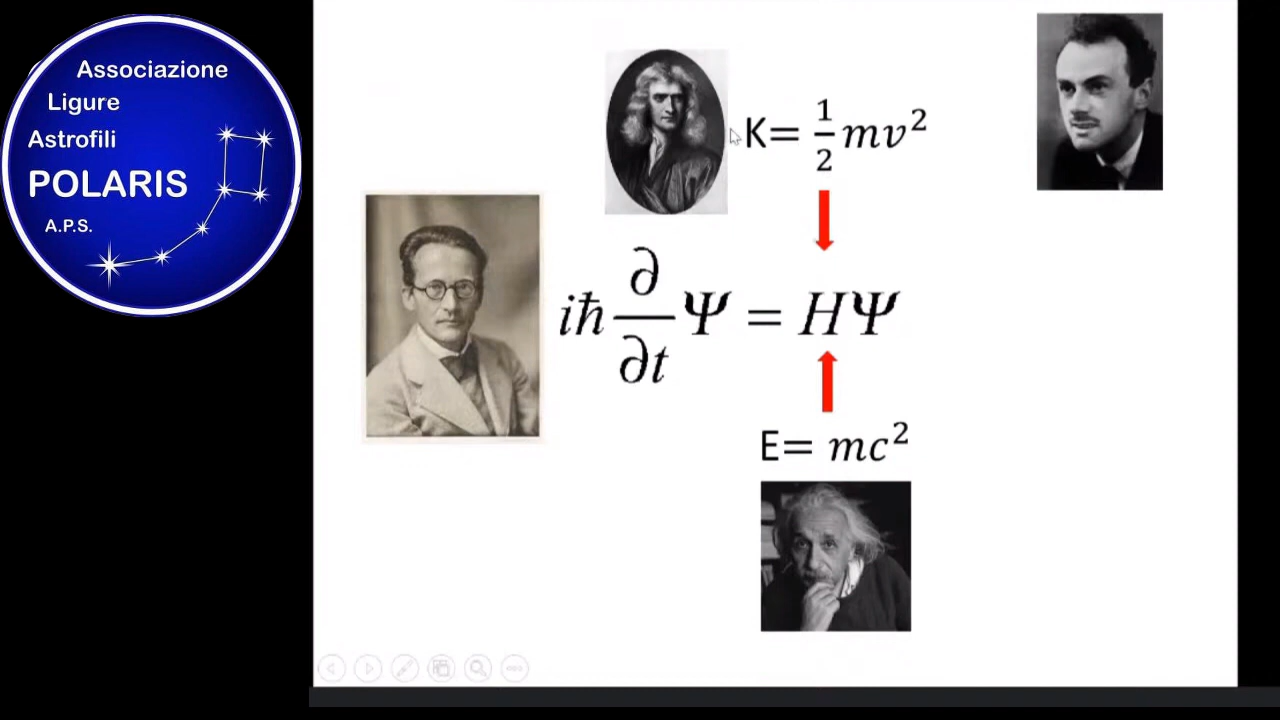 Associazione
Ligure
Astrofili
POLARIS
A.P.S.
K= 1/2 mv²
iħ ∂/∂t Ψ = HΨ
E= mc²